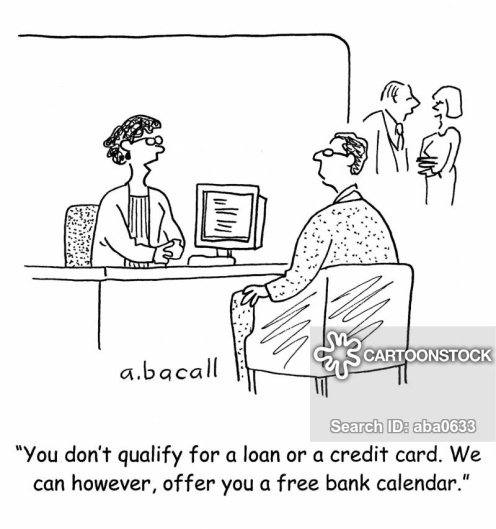 a.bacall
CARTOONSTOCK
Search ID: aba0633
"You don't qualify for a loan or a credit card. We
can however, offer you a free bank calendar."